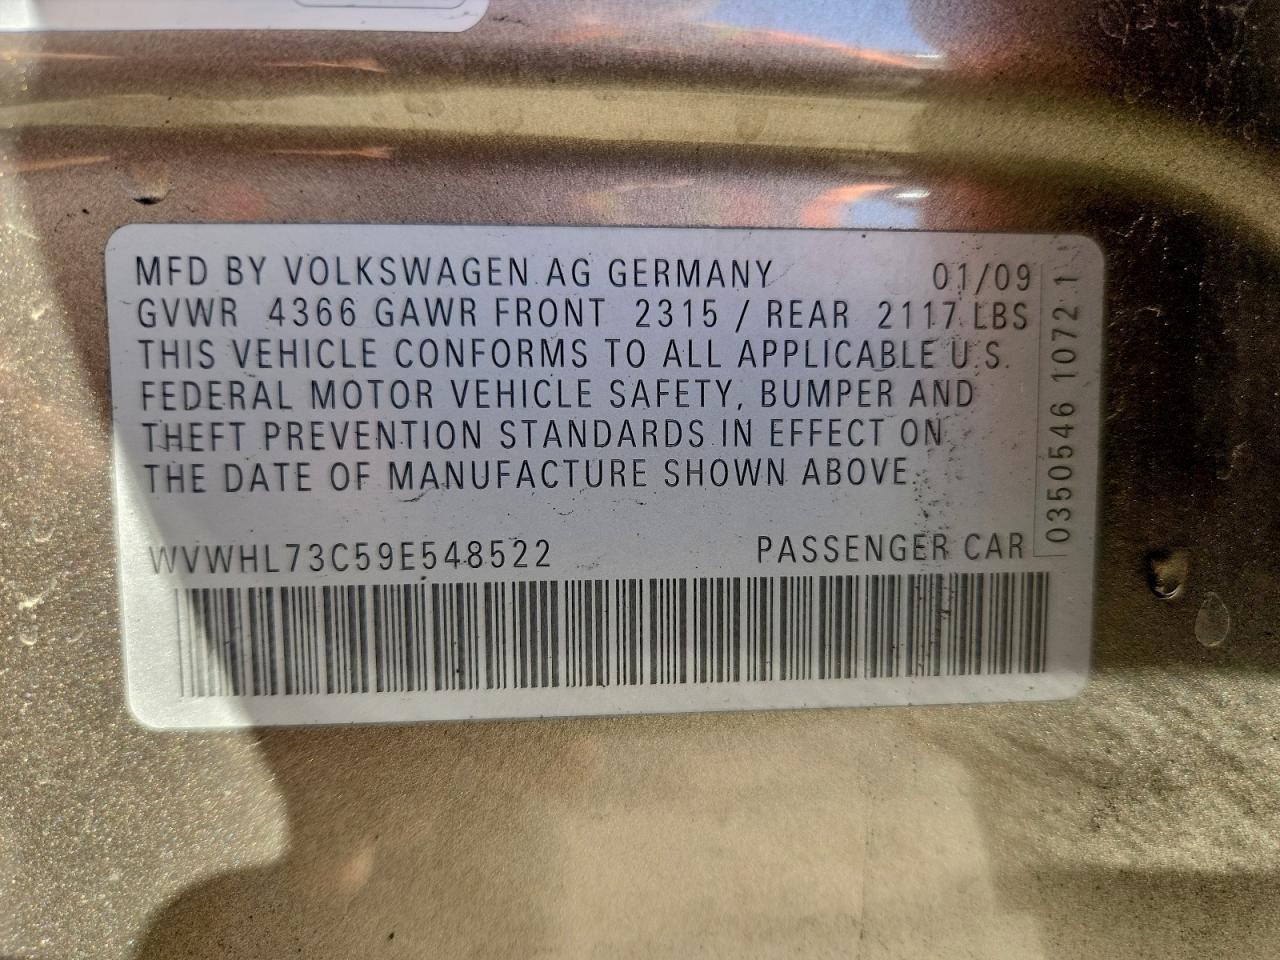 MFD BY VOLKSWAGEN AG GERMANY 01/09
GVWR 4366 GAWR FRONT 2315 / REAR 2117 LBS
THIS VEHICLE CONFORMS TO ALL APPLICABLE U.S.
FEDERAL MOTOR VEHICLE SAFETY, BUMPER AND
THEFT PREVENTION STANDARDS IN EFFECT ON
THE DATE OF MANUFACTURE SHOWN ABOVE.
WVWHL73C59E548522 PASSENGER CAR
0350546 1072 1